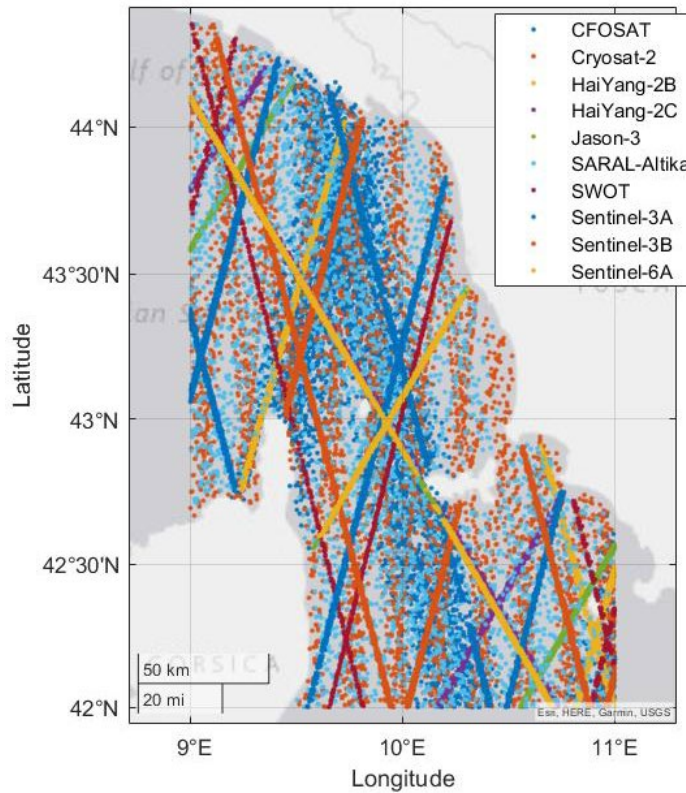 CFOSAT
Cryosat-2
HaiYang-2B
HaiYang-2C
Jason-3
SARAL-Altika
SWOT
Sentinel-3A
Sentinel-3B
Sentinel-6A
lf of
44°N
43°30'N
43°N
42°30'N
42°N
Latitude
CORSICA
50 km
20 mi
Esri, HERE, Garmin, USGS
9°E
10°E
11°E
Longitude